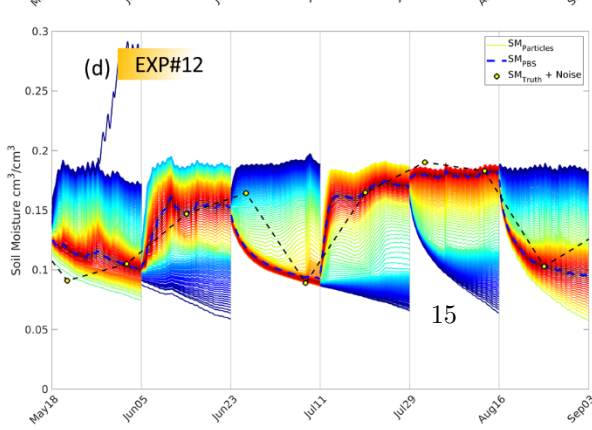 0.3
(d) EXP#12
SM_Particles
SM_PBS
SM_Truth + Noise
0.25
0.2
0.15
0.1
0.05
0
Soil Moisture cm³/cm³
15
May18 Jun05 Jun23 Jul11 Jul29 Aug16 Sep03